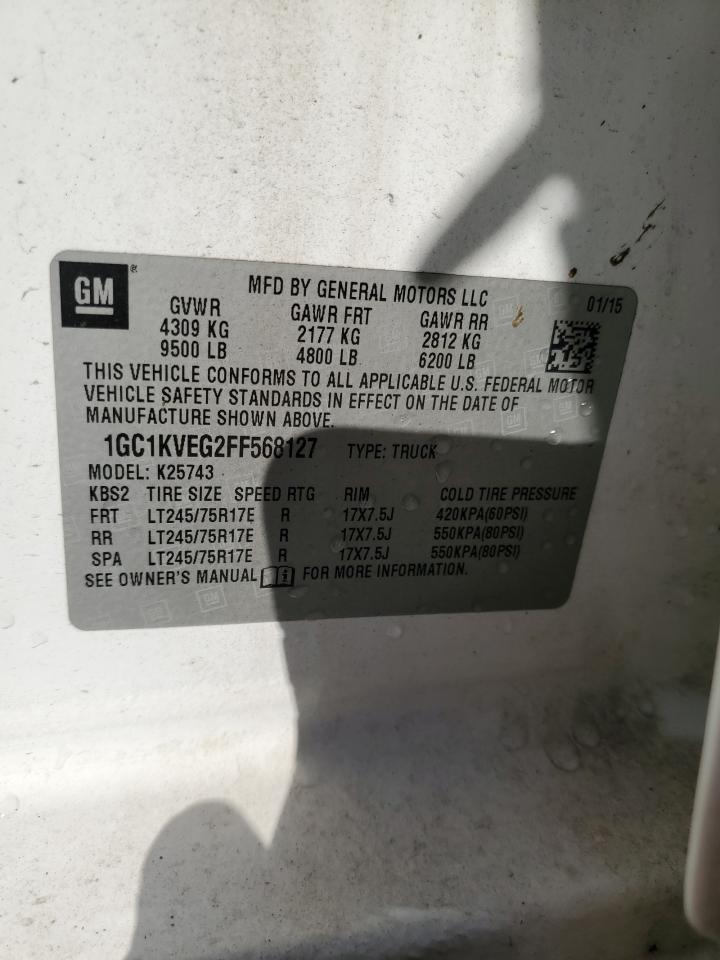 GM ®
MFD BY GENERAL MOTORS LLC
01/15
GVWR GAWR FRT GAWR RR
4309 KG 2177 KG 2812 KG
9500 LB 4800 LB 6200 LB
THIS VEHICLE CONFORMS TO ALL APPLICABLE U.S. FEDERAL MOTOR
VEHICLE SAFETY STANDARDS IN EFFECT ON THE DATE OF
MANUFACTURE SHOWN ABOVE.
1GC1KVEG2FF568127 TYPE: TRUCK
MODEL: K25743
KBS2 TIRE SIZE SPEED RTG RIM COLD TIRE PRESSURE
FRT LT245/75R17E R 17X7.5J 420KPA(60PSI)
RR LT245/75R17E R 17X7.5J 550KPA(80PSI)
SPA LT245/75R17E R 17X7.5J 550KPA(80PSI)
SEE OWNER'S MANUAL i FOR MORE INFORMATION.